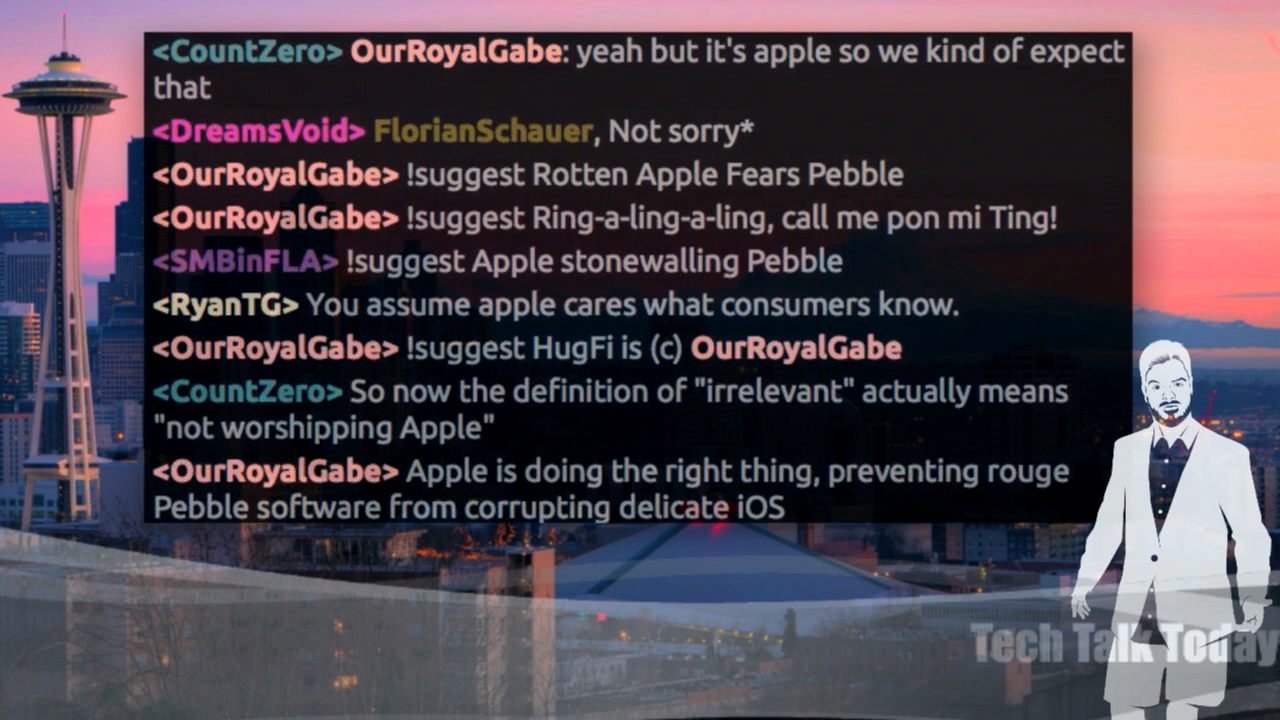 <CountZero> OurRoyalGabe: yeah but it's apple so we kind of expect
that
<DreamsVoid> FlorianSchauer, Not sorry*
<OurRoyalGabe> !suggest Rotten Apple Fears Pebble
<OurRoyalGabe> !suggest Ring-a-ling-a-ling, call me pon mi Ting!
<SMBinFLA> !suggest Apple stonewalling Pebble
<RyanTG> You assume apple cares what consumers know.
<OurRoyalGabe> !suggest HugFi is (c) OurRoyalGabe
<CountZero> So now the definition of "irrelevant" actually means
"not worshipping Apple"
<OurRoyalGabe> Apple is doing the right thing, preventing rouge
Pebble software from corrupting delicate iOS
Tech Talk Today